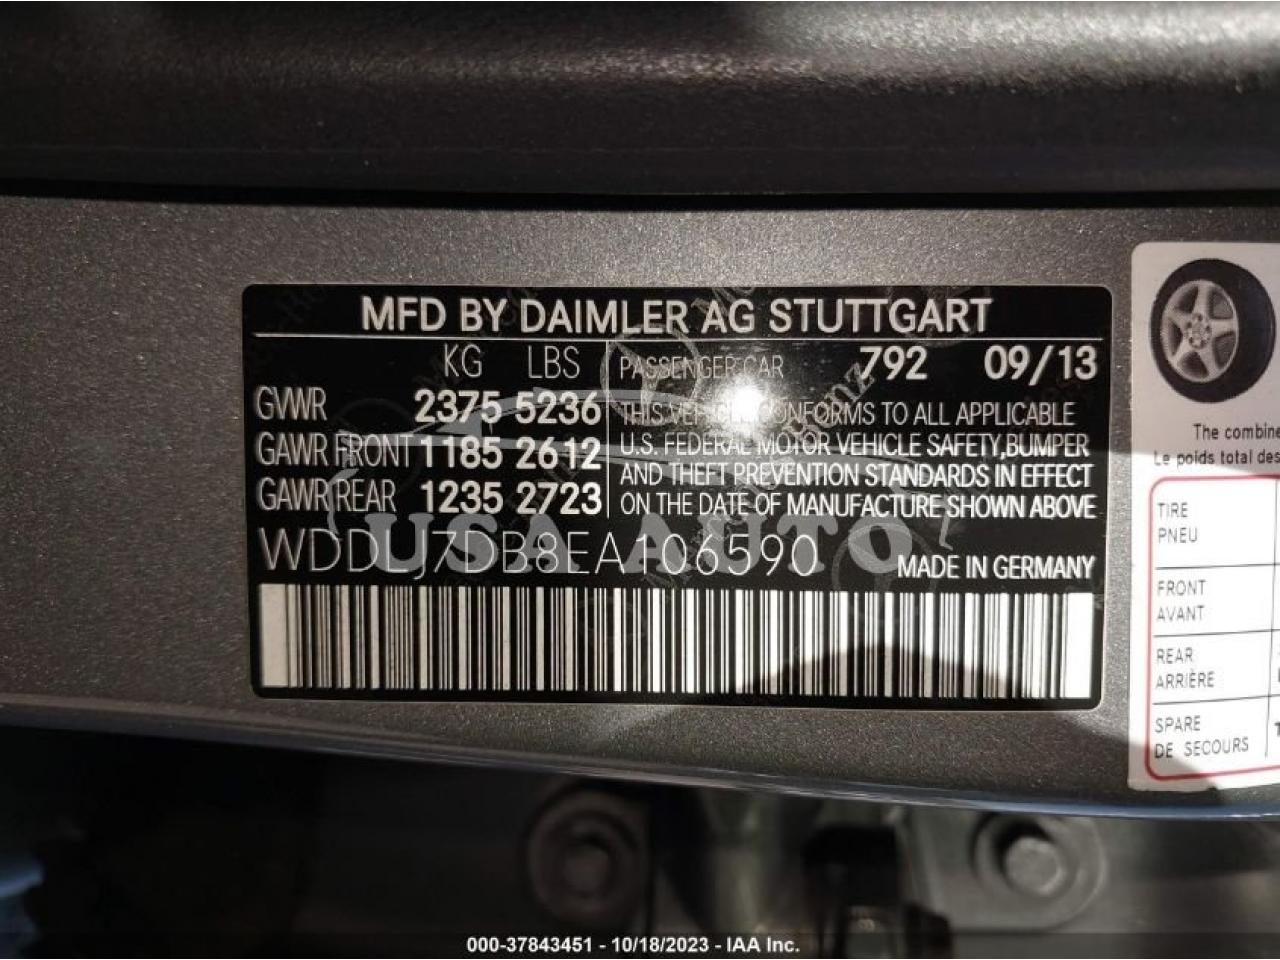 MFD BY DAIMLER AG STUTTGART
KG LBS
GVWR 2375 5236
GAWR FRONT 1185 2612
GAWR REAR 1235 2723
PASSENGER CAR 792 09/13
THIS VEHICLE CONFORMS TO ALL APPLICABLE
U.S. FEDERAL MOTOR VEHICLE SAFETY, BUMPER
AND THEFT PREVENTION STANDARDS IN EFFECT
ON THE DATE OF MANUFACTURE SHOWN ABOVE
USA AUTO
WDDUJ7DB8EA106590 MADE IN GERMANY
The combine
Le poids total des
TIRE
PNEU
FRONT
AVANT
REAR
ARRIÈRE
SPARE
DE SECOURS
000-37843451 - 10/18/2023 - IAA Inc.